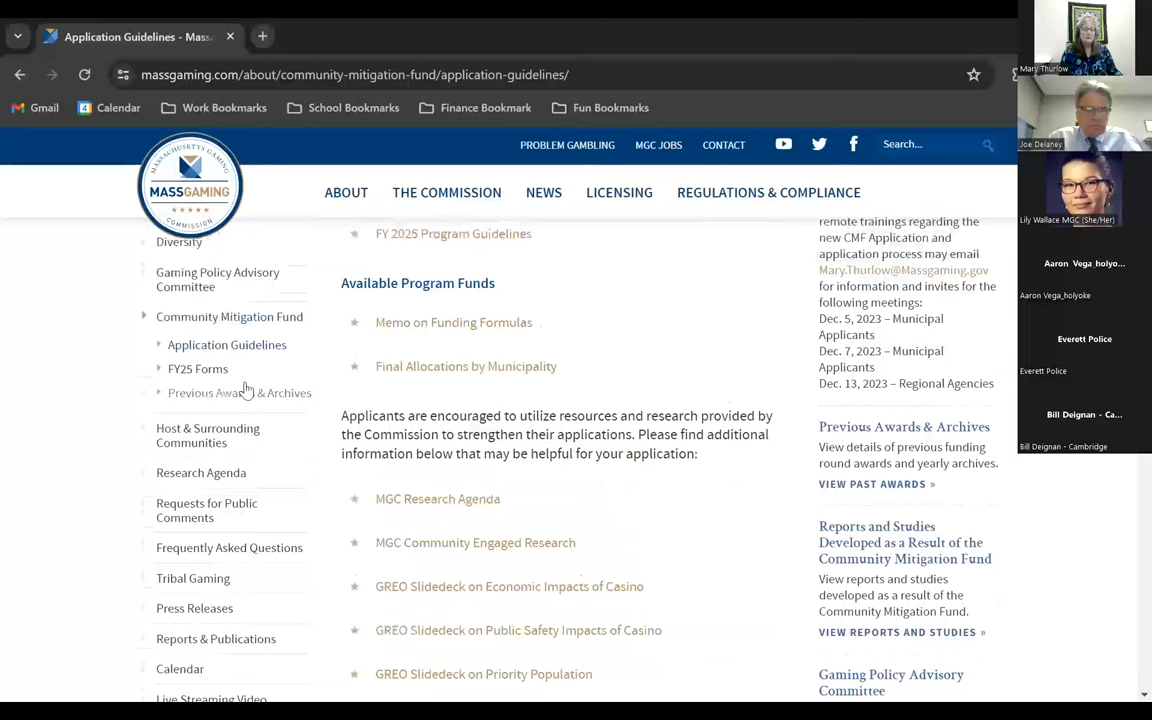 Application Guidelines - Mass
massgaming.com/about/community-mitigation-fund/application-guidelines/
Gmail
4
Calendar
Work Bookmarks
School Bookmarks
Finance Bookmark
Fun Bookmarks
PROBLEM GAMBLING
MGC JOBS
CONTACT
Search...
MASSACHUSETTS GAMING
MASSGAMING
COMMISSION
ABOUT
THE COMMISSION
NEWS
LICENSING
REGULATIONS & COMPLIANCE
Diversity
Gaming Policy Advisory
Committee
Community Mitigation Fund
Application Guidelines
FY25 Forms
Previous Awards & Archives
Host & Surrounding
Communities
Research Agenda
Requests for Public
Comments
Frequently Asked Questions
Tribal Gaming
Press Releases
Reports & Publications
Calendar
Live Streaming Video
FY 2025 Program Guidelines
Available Program Funds
Memo on Funding Formulas
Final Allocations by Municipality
Applicants are encouraged to utilize resources and research provided by
the Commission to strengthen their applications. Please find additional
information below that may be helpful for your application:
MGC Research Agenda
MGC Community Engaged Research
GREO Slidedeck on Economic Impacts of Casino
GREO Slidedeck on Public Safety Impacts of Casino
GREO Slidedeck on Priority Population
remote trainings regarding the
new CMF Application and
application process may email
Mary.Thurlow@Massgaming.gov
for information and invites for the
following meetings:
Dec. 5, 2023 – Municipal
Applicants
Dec. 7, 2023 – Municipal
Applicants
Dec. 13, 2023 – Regional Agencies
Previous Awards & Archives
View details of previous funding
round awards and yearly archives.
VIEW PAST AWARDS »
Reports and Studies
Developed as a Result of the
Community Mitigation Fund
View reports and studies
developed as a result of the
Community Mitigation Fund.
VIEW REPORTS AND STUDIES »
Gaming Policy Advisory
Committee
Mary Thurlow
Joe Delaney
Lily Wallace MGC (She/Her)
Aaron Vega_holyo...
Aaron Vega_holyoke
Everett Police
Everett Police
Bill Deignan - Ca...
Bill Deignan - Cambridge